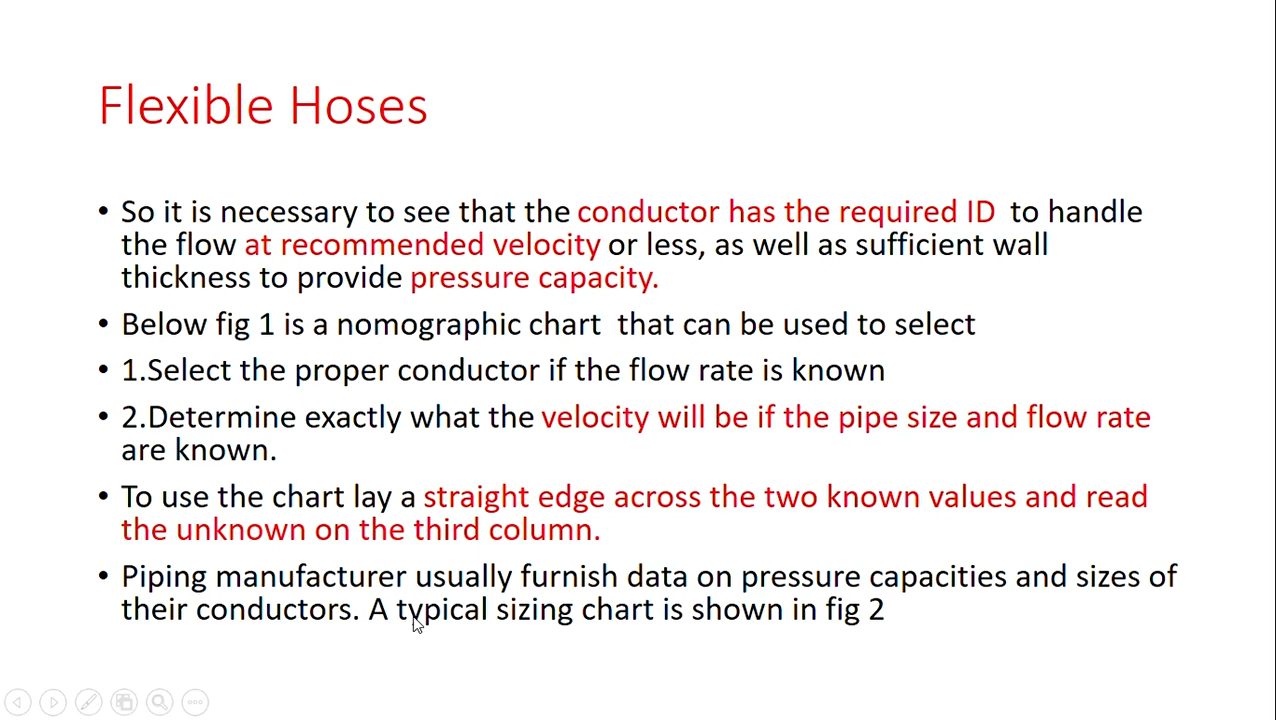 Flexible Hoses
• So it is necessary to see that the conductor has the required ID to handle
the flow at recommended velocity or less, as well as sufficient wall
thickness to provide pressure capacity.
• Below fig 1 is a nomographic chart that can be used to select
• 1.Select the proper conductor if the flow rate is known
• 2.Determine exactly what the velocity will be if the pipe size and flow rate
are known.
• To use the chart lay a straight edge across the two known values and read
the unknown on the third column.
• Piping manufacturer usually furnish data on pressure capacities and sizes of
their conductors. A typical sizing chart is shown in fig 2